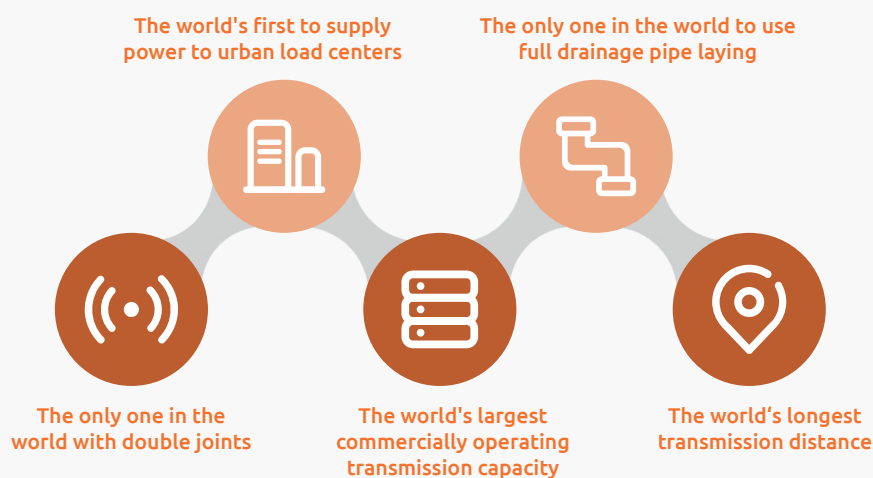 The world's first to supply
power to urban load centers
The only one in the world to use
full drainage pipe laying
The only one in the
world with double joints
The world's largest
commercially operating
transmission capacity
The world‘s longest
transmission distance